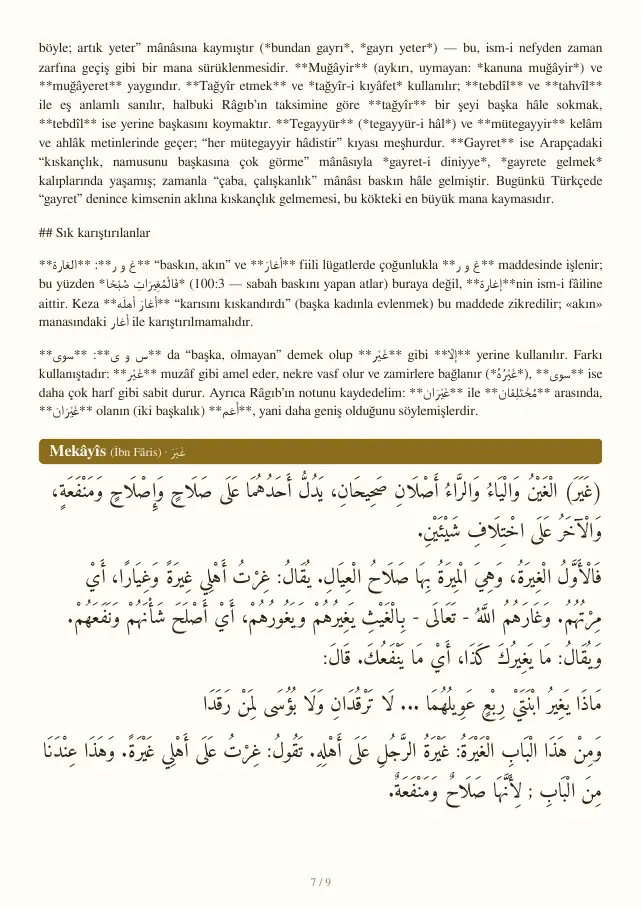 böyle; artık yeter” mânâsına kaymıştır (*bundan gayrı*, *gayrı yeter*) — bu, ism-i nefyden zaman
zarfına geçiş gibi bir mana sürüklenmesidir. **Muğâyir** (aykırı, uymayan: *kanuna muğâyir*) ve
**muğâyeret** yaygındır. **Tağyîr etmek** ve *tağyîr-i kıyâfet* kullanılır; **tebdîl** ve **tahvîl**
ile eş anlamlı sanılır, halbuki Râgıb’ın taksimine göre **tağyîr** bir şeyi başka hâle sokmak,
**tebdîl** ise yerine başkasını koymaktır. **Tegayyür** (*tegayyür-i hâl*) ve **mütegayyir** kelâm
ve ahlâk metinlerinde geçer; “her mütegayyir hâdistir” kıyası meşhurdur. **Gayret** ise Arapçadaki
“kıskançlık, namusunu başkasına çok görme” mânâsıyla *gayret-i diniyye*, *gayrete gelmek*
kalıplarında yaşamış; zamanla “çaba, çalışkanlık” mânâsı baskın hâle gelmiştir. Bugünkü Türkçede
“gayret” denince kimsenin aklına kıskançlık gelmemesi, bu kökteki en büyük mana kaymasıdır.
## Sık karıştırılanlar
**غ و ر**: **الغارة** “baskın, akın” ve **أغارَ** fiili lügatlerde çoğunlukla **غ و ر** maddesinde işlenir;
bu yüzden *فَالْمُغِيرَاتِ صُبْحًا* (100:3 — sabah baskını yapan atlar) buraya değil, **إغارة**nin ism-i fâiline
aittir. Keza **أغارَ أهلَه** “karısını kıskandırdı” (başka kadınla evlenmek) bu maddede zikredilir; «akın»
manasındaki أغار ile karıştırılmamalıdır.
**س و ى**: **سوى** da “başka, olmayan” demek olup **غَيْر** gibi **إلّا** yerine kullanılır. Farkı
kullanıştadır: **غَيْر** muzâf gibi amel eder, nekre vasf olur ve zamirlere bağlanır (*غَيْرُهُ*), **سوى** ise
daha çok harf gibi sabit durur. Ayrıca Râgıb’ın notunu kaydedelim: **غَيْرَان** ile **مُخْتَلِفَان** arasında,
**غَيْرَان** olanın (iki başkalık) **أعَم**, yani daha geniş olduğunu söylemişlerdir.
Mekâyîs (İbn Fâris) · غَيَرَ
(غَيَرَ) الْغَيْنُ وَالْيَاءُ وَالرَّاءُ أَصْلَانِ صَحِيحَانِ، يَدُلُّ أَحَدُهُمَا عَلَى صَلَاحٍ وَإِصْلَاحٍ وَمَنْفَعَةٍ،
وَالْآخَرُ عَلَى اخْتِلَافِ شَيْئَيْنِ.
فَالْأَوَّلُ الْغِيرَةُ، وَهِيَ الْمِيرَةُ بِهَا صَلَاحُ الْعِيَالِ. يُقَالُ: غِرْتُ أَهْلِي غِيرَةً وَغِيَارًا، أَيْ
مِرْتُهُمْ. وَغَارَهُمُ اللَّهُ - تَعَالَى - بِالْغَيْثِ يَغِيرُهُمْ وَيَغُورُهُمْ، أَيْ أَصْلَحَ شَأْنَهُمْ وَنَفَعَهُمْ.
وَيُقَالُ: مَا يَغِيرُكَ كَذَا، أَيْ مَا يَنْفَعُكَ. قَالَ:
مَاذَا يَغِيرُ ابْنَتَيْ رِبْعٍ عَوِيلُهُمَا ... لَا تَرْقُدَانِ وَلَا بُؤْسَى لِمَنْ رَقَدَا
وَمِنْ هَذَا الْبَابِ الْغَيْرَةُ: غَيْرَةُ الرَّجُلِ عَلَى أَهْلِهِ. تَقُولُ: غِرْتُ عَلَى أَهْلِي غَيْرَةً. وَهَذَا عِنْدَنَا
مِنَ الْبَابِ ; لِأَنَّهَا صَلَاحٌ وَمَنْفَعَةٌ.
7 / 9